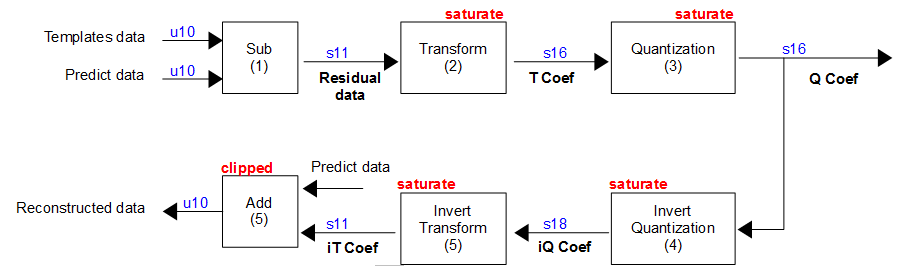 saturate
saturate
Templates data
u10
Sub
(1)
s11
Residual
data
Transform
(2)
s16
T Coef
Quantization
(3)
s16
Q Coef
Predict data
u10
clipped
Predict data
saturate
saturate
Reconstructed data
u10
Add
(5)
s11
iT Coef
Invert
Transform
(5)
s18
iQ Coef
Invert
Quantization
(4)